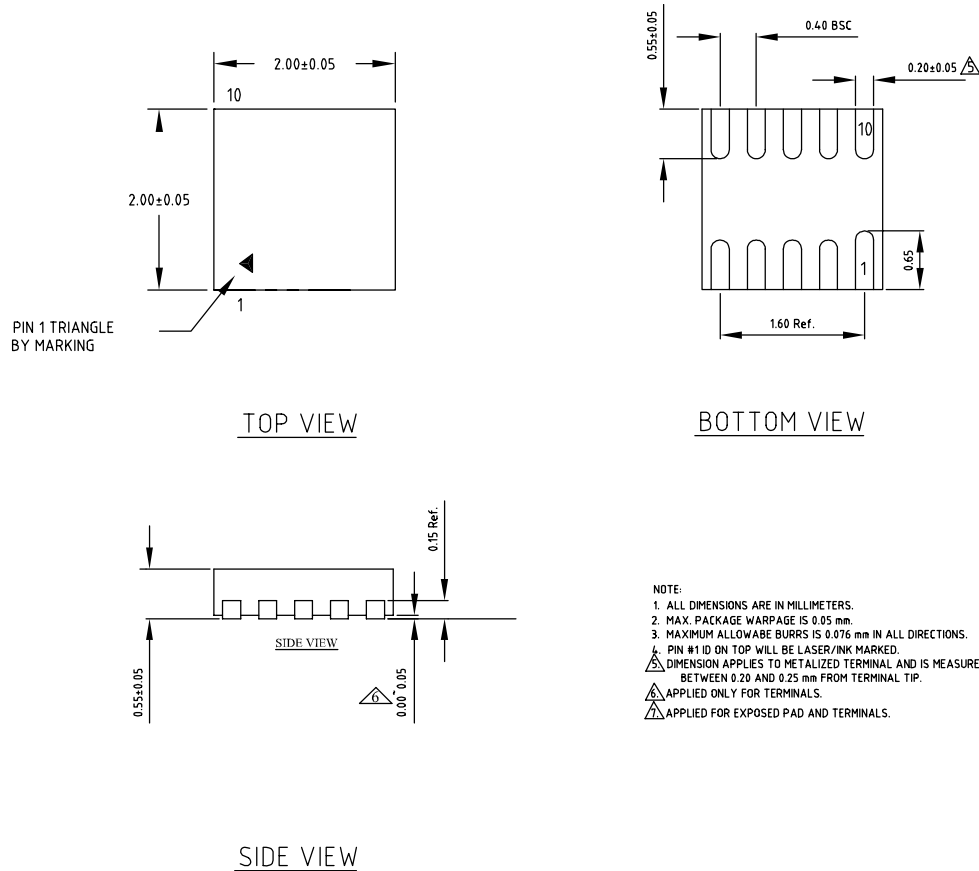 2.00±0.05
10
2.00±0.05
1
PIN 1 TRIANGLE
BY MARKING
TOP VIEW
0.55±0.05
0.40 BSC
0.20±0.05 5
10
1
0.65
1.60 Ref.
BOTTOM VIEW
0.15 Ref.
SIDE VIEW
0.55±0.05
6
0.00~0.05
SIDE VIEW
NOTE:
1. ALL DIMENSIONS ARE IN MILLIMETERS.
2. MAX. PACKAGE WARPAGE IS 0.05 mm.
3. MAXIMUM ALLOWABE BURRS IS 0.076 mm IN ALL DIRECTIONS.
4. PIN #1 ID ON TOP WILL BE LASER/INK MARKED.
5. DIMENSION APPLIES TO METALIZED TERMINAL AND IS MEASURE
BETWEEN 0.20 AND 0.25 mm FROM TERMINAL TIP.
6. APPLIED ONLY FOR TERMINALS.
7. APPLIED FOR EXPOSED PAD AND TERMINALS.